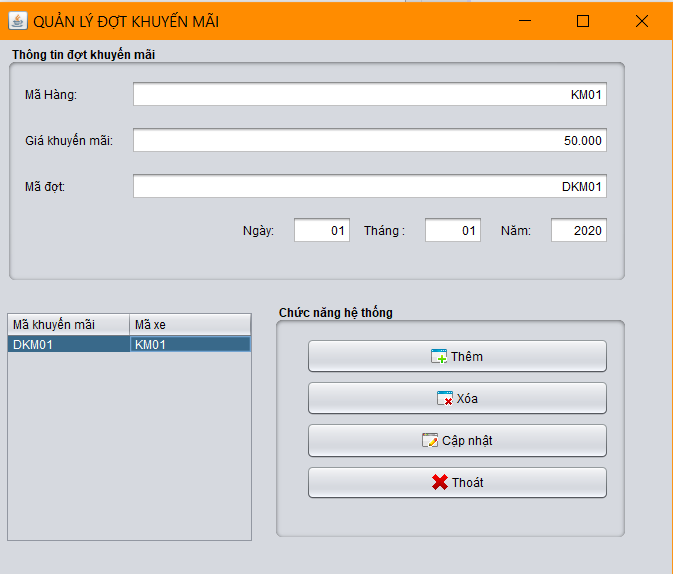 QUẢN LÝ ĐỢT KHUYẾN MÃI
Thông tin đợt khuyến mãi
Mã Hàng: KM01
Giá khuyến mãi: 50.000
Mã đợt: DKM01
Ngày: 01 Tháng : 01 Năm: 2020
Mã khuyến mãi Mã xe
DKM01 KM01
Chức năng hệ thống
Thêm
Xóa
Cập nhật
Thoát